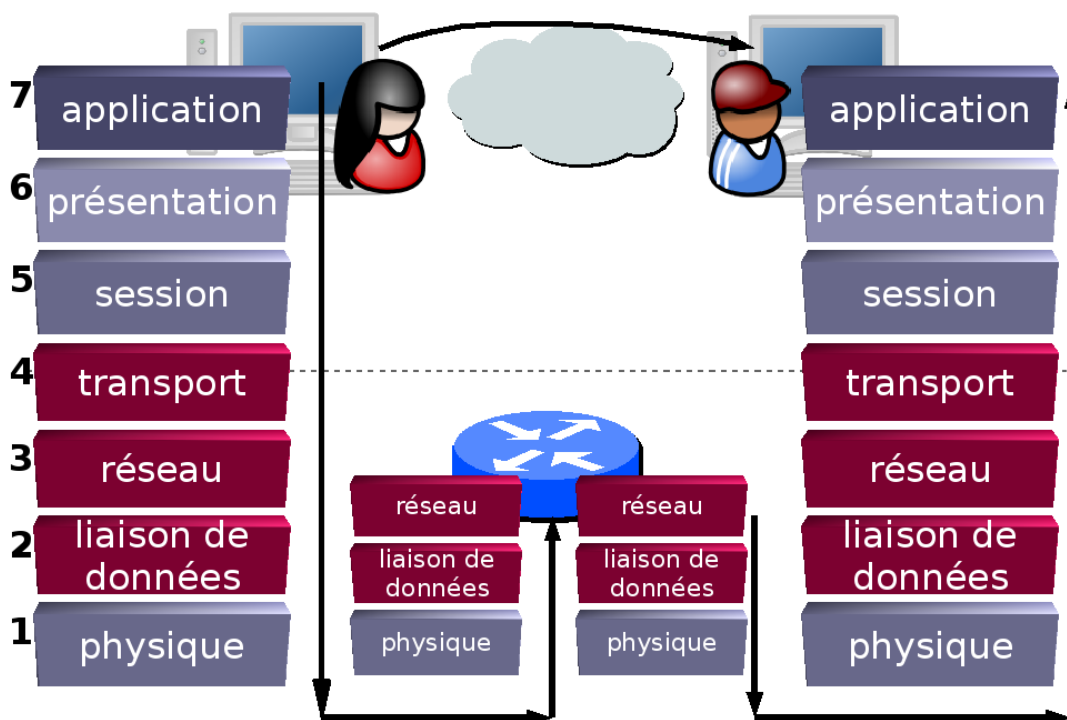 7
application
application
6
présentation
présentation
5
session
session
4
transport
transport
3
réseau
réseau
réseau
réseau
2
liaison de
données
liaison de
données
liaison de
données
liaison de
données
1
physique
physique
physique
physique